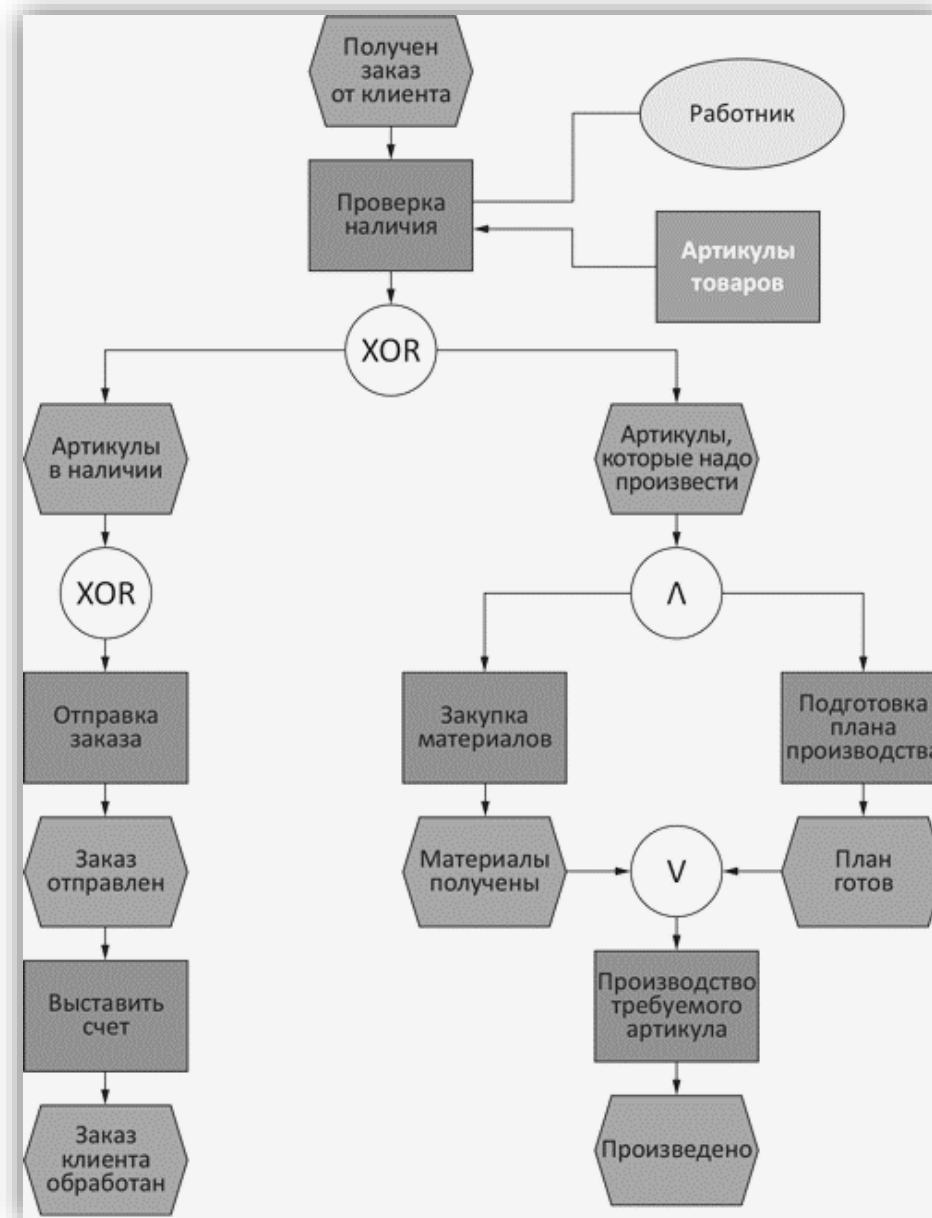 Получен
заказ
от клиента
Работник
Проверка
наличия
Артикулы
товаров
XOR
Артикулы
в наличии
Артикулы,
которые надо
произвести
XOR
Λ
Отправка
заказа
Закупка
материалов
Подготовка
плана
производства
Заказ
отправлен
Материалы
получены
V
План
готов
Выставить
счет
Производство
требуемого
артикула
Заказ
клиента
обработан
Произведено